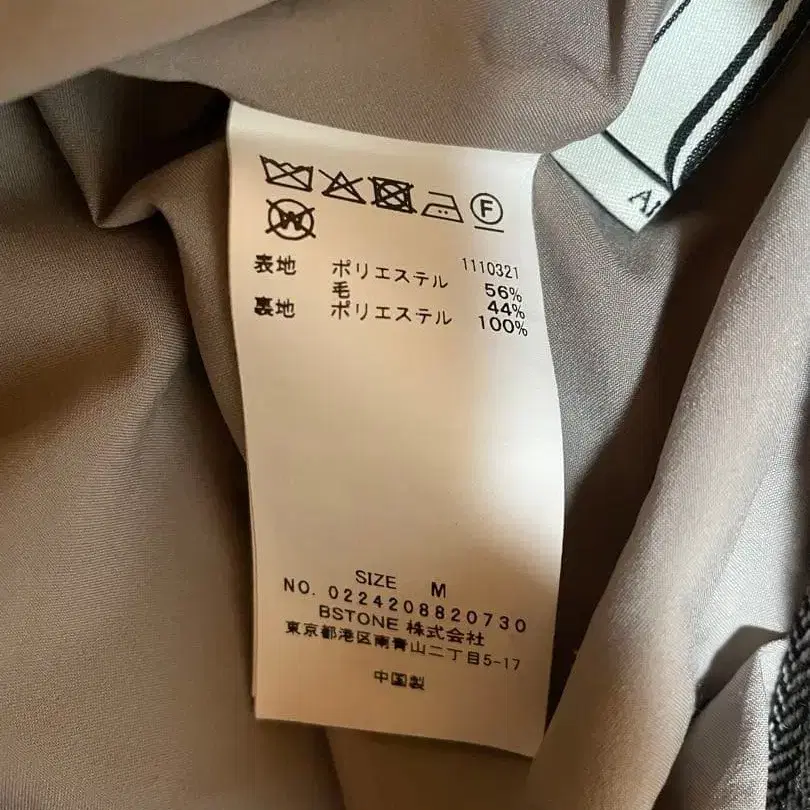 F
W
1110321
表地 ポリエステル 56%
毛 44%
裏地 ポリエステル 100%
SIZE M
NO. 0224208820730
BSTONE 株式会社
東京都港区南青山二丁目5-17
中国製